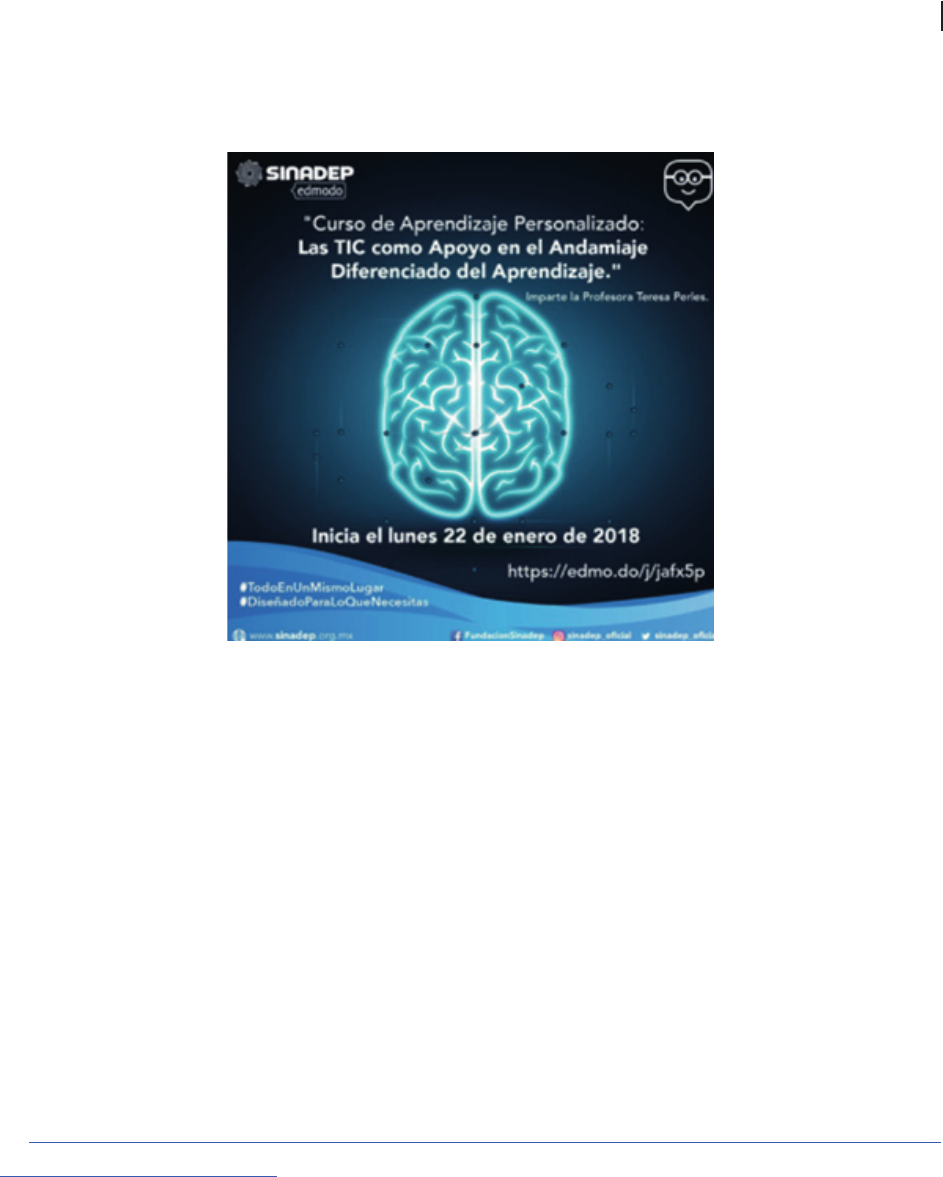 SINADEP
edmodo
"Curso de Aprendizaje Personalizado:
Las TIC como Apoyo en el Andamiaje
Diferenciado del Aprendizaje."
Imparte la Profesora Teresa Perles.
Inicia el lunes 22 de enero de 2018
https://edmo.do/j/jafx5p
#TodoEnUnMismoLugar
#DiseñadoParaLoQueNecesitas
www.sinadep.org.mx FundacionSinadep sinadep_oficial sinadep_oficial